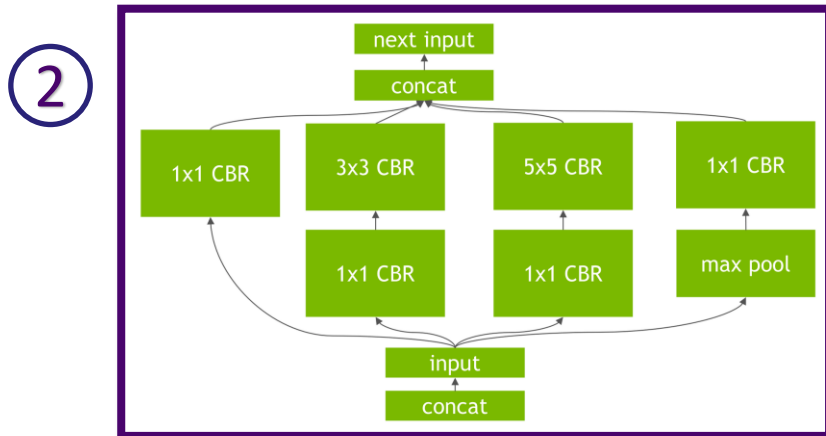 2
next input
concat
1x1 CBR
3x3 CBR
5x5 CBR
1x1 CBR
1x1 CBR
1x1 CBR
max pool
input
concat